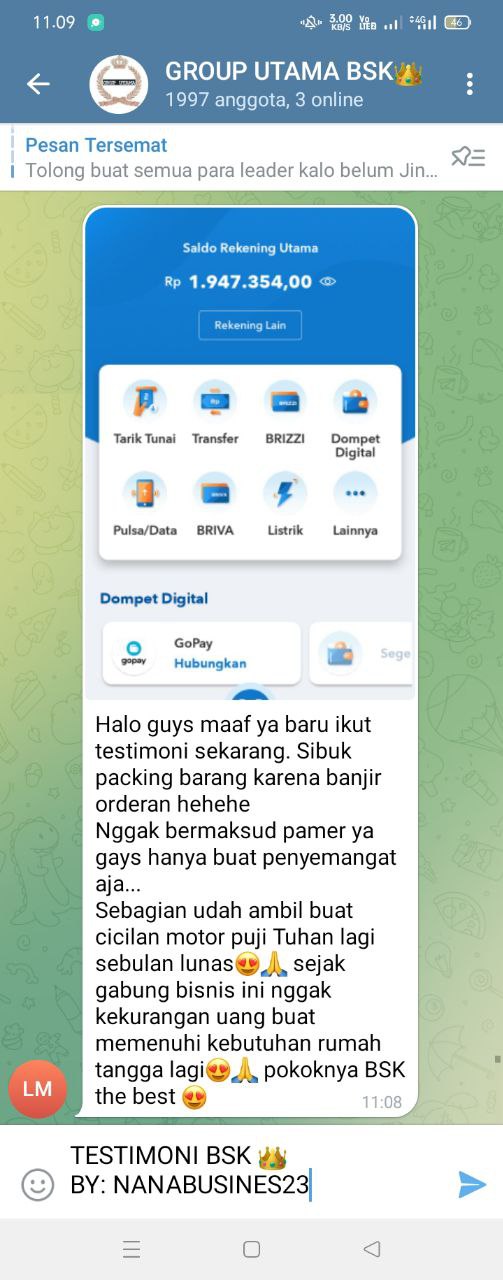 11.09
3.00 KB/S
Vo LTE
4G
46
GROUP UTAMA BSK👑
1997 anggota, 3 online
Pesan Tersemat
Tolong buat semua para leader kalo belum Jin...
Saldo Rekening Utama
Rp 1.947.354,00
Rekening Lain
Tarik Tunai
Transfer
BRIZZI
Dompet Digital
Pulsa/Data
BRIVA
Listrik
Lainnya
Dompet Digital
gopay
GoPay
Hubungkan
Sege
Halo guys maaf ya baru ikut
testimoni sekarang. Sibuk
packing barang karena banjir
orderan hehehe
Nggak bermaksud pamer ya
gays hanya buat penyemangat
aja...
Sebagian udah ambil buat
cicilan motor puji Tuhan lagi
sebulan lunas😍🙏 sejak
gabung bisnis ini nggak
kekurangan uang buat
memenuhi kebutuhan rumah
tangga lagi😍🙏 pokoknya BSK
the best 😍
11:08
LM
TESTIMONI BSK 👑
BY: NANABUSINES23